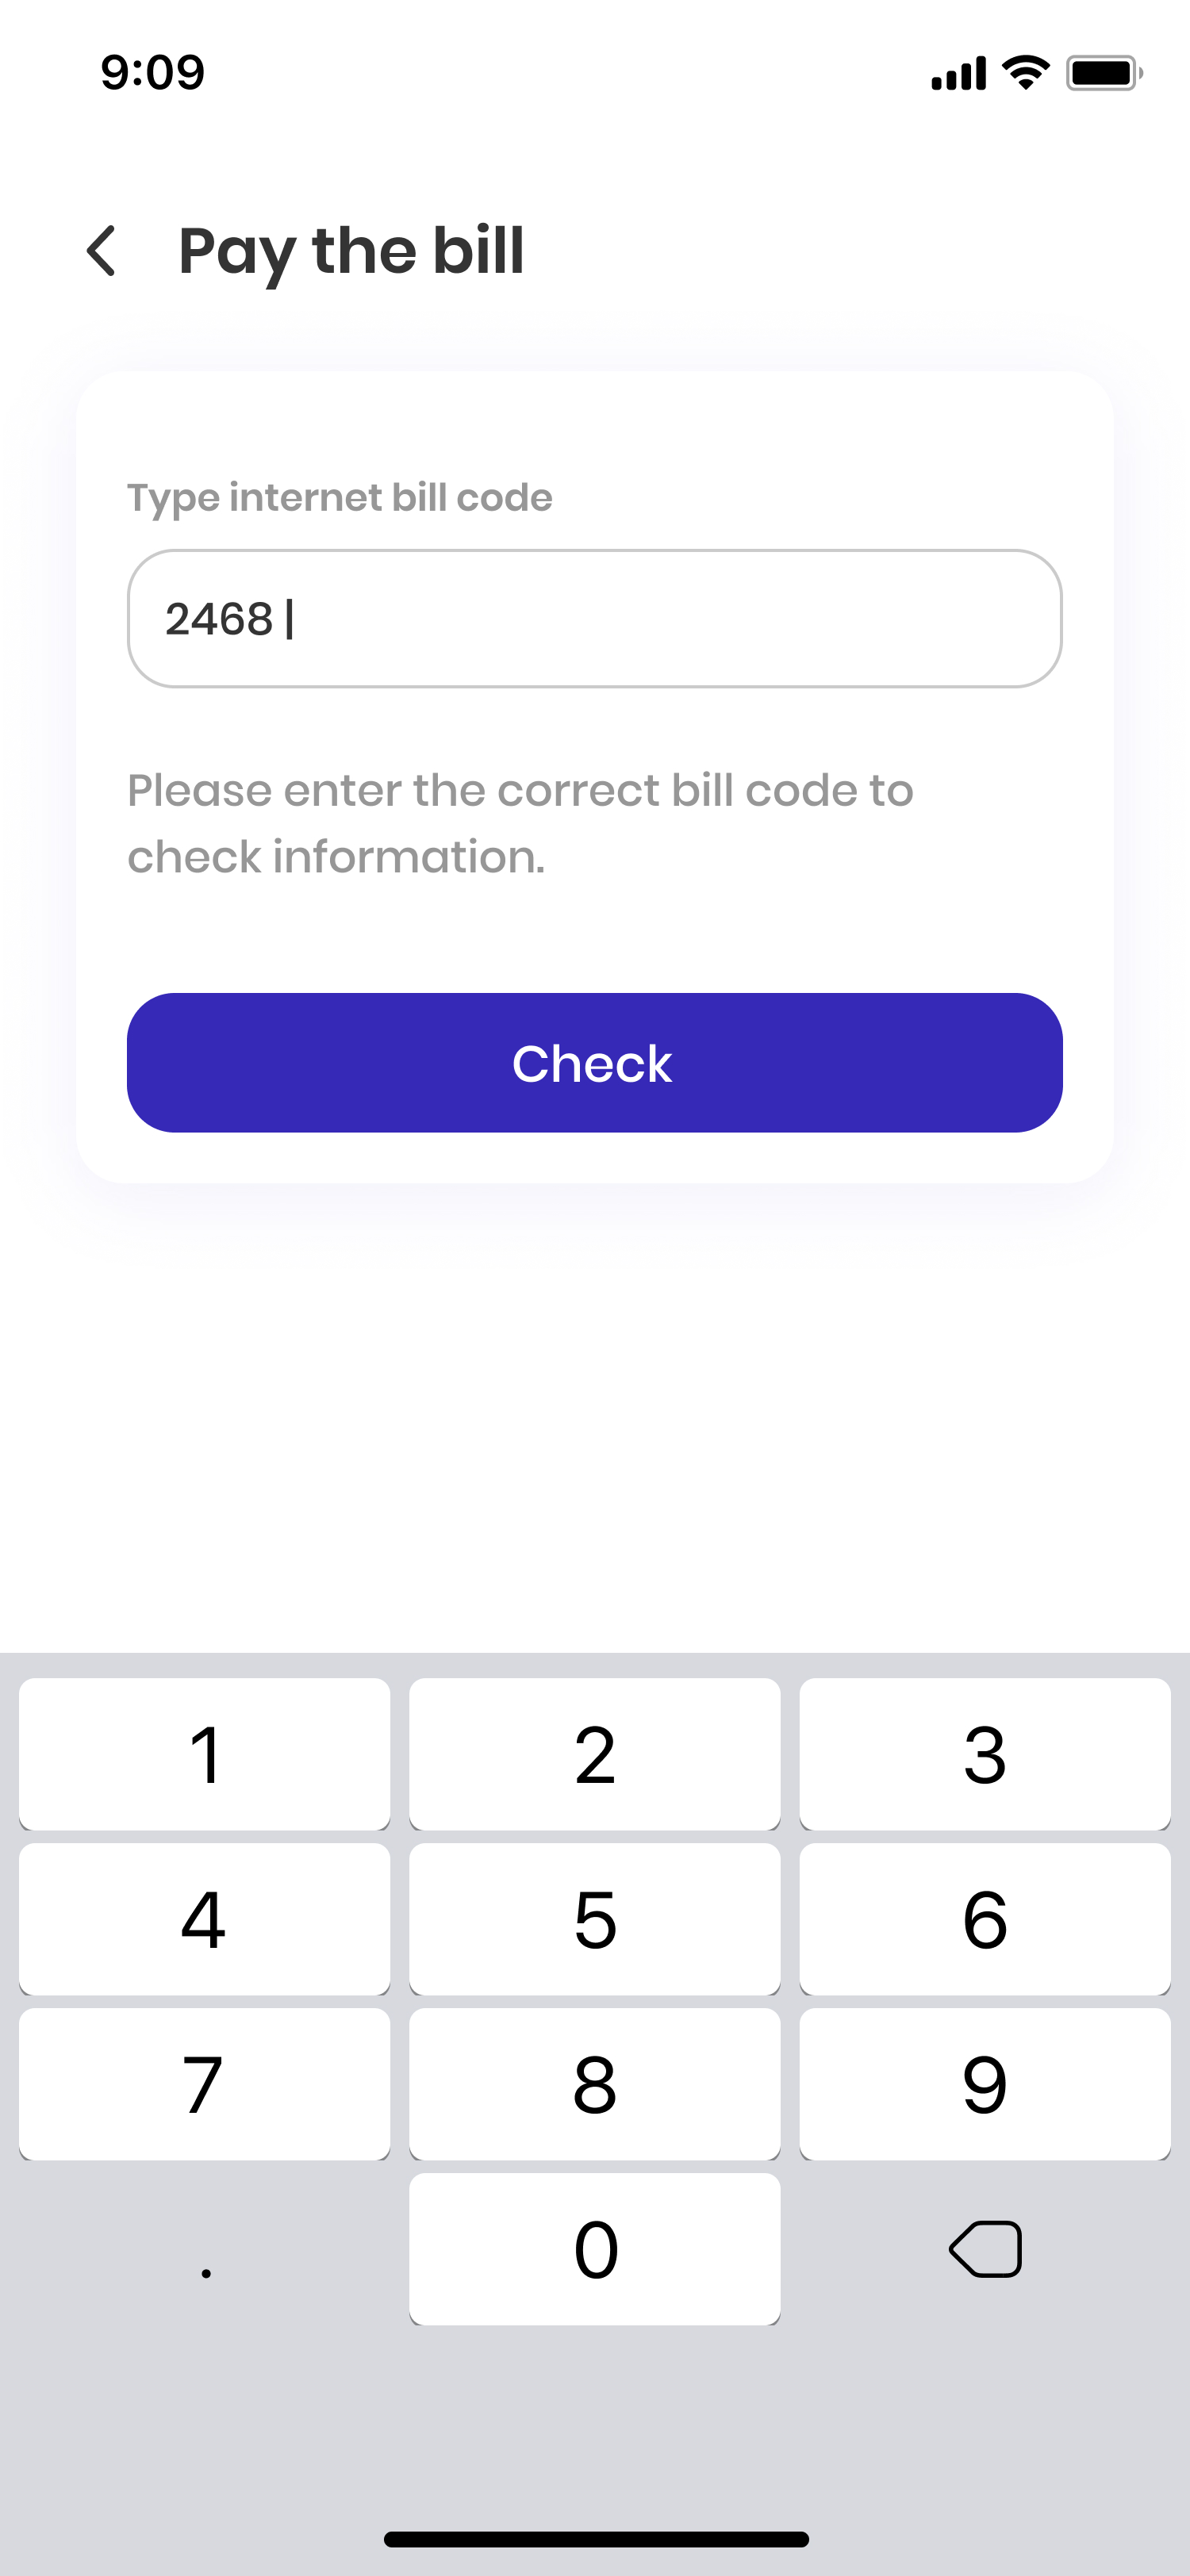 9:09
Pay the bill
Type internet bill code
2468 |
Please enter the correct bill code to
check information.
Check
1 2 3
4 5 6
7 8 9
. 0